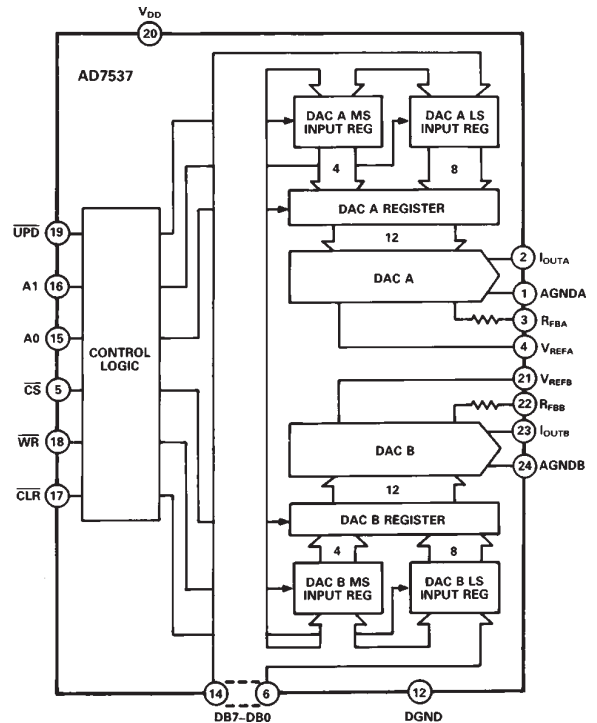 VDD
20
AD7537
DAC A MS
INPUT REG
DAC A LS
INPUT REG
4
8
DAC A REGISTER
12
DAC A
UPD
19
A1
16
A0
15
CS
5
WR
18
CLR
17
CONTROL
LOGIC
2
IOUTA
1
AGNDA
3
RFBA
4
VREFA
21
VREFB
22
RFBB
23
IOUTB
24
AGNDB
DAC B
12
DAC B REGISTER
4
8
DAC B MS
INPUT REG
DAC B LS
INPUT REG
14
6
12
DB7–DB0
DGND